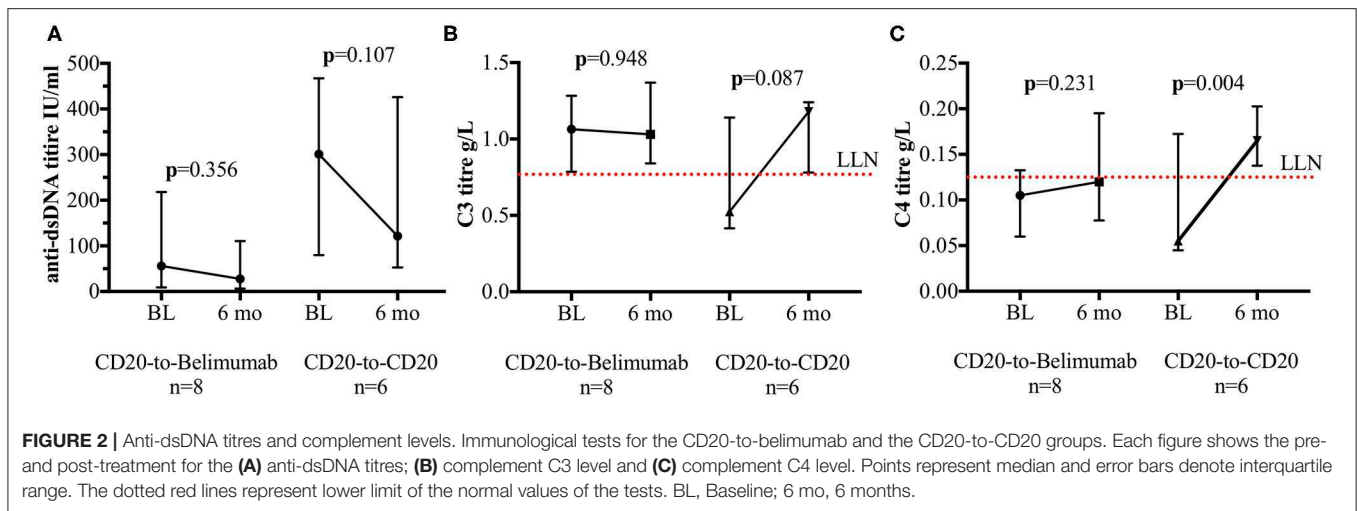 A
B
C
anti-dsDNA titire IU/ml
500
400
300
200
100
0
p=0.356
p=0.107
BL 6 mo BL 6 mo
CD20-to-Belimumab CD20-to-CD20
n=8 n=6
C3 titre g/L
1.5
1.0
0.5
0.0
p=0.948
p=0.087
LLN
BL 6 mo BL 6 mo
CD20-to-Belimumab CD20-to-CD20
n=8 n=6
C4 titre g/L
0.25
0.20
0.15
0.10
0.05
0.00
p=0.231
p=0.004
LLN
BL 6 mo BL 6 mo
CD20-to-Belimumab CD20-to-CD20
n=8 n=6
FIGURE 2 | Anti-dsDNA titres and complement levels. Immunological tests for the CD20-to-belimumab and the CD20-to-CD20 groups. Each figure shows the pre-
and post-treatment for the (A) anti-dsDNA titres; (B) complement C3 level and (C) complement C4 level. Points represent median and error bars denote interquartile
range. The dotted red lines represent lower limit of the normal values of the tests. BL, Baseline; 6 mo, 6 months.